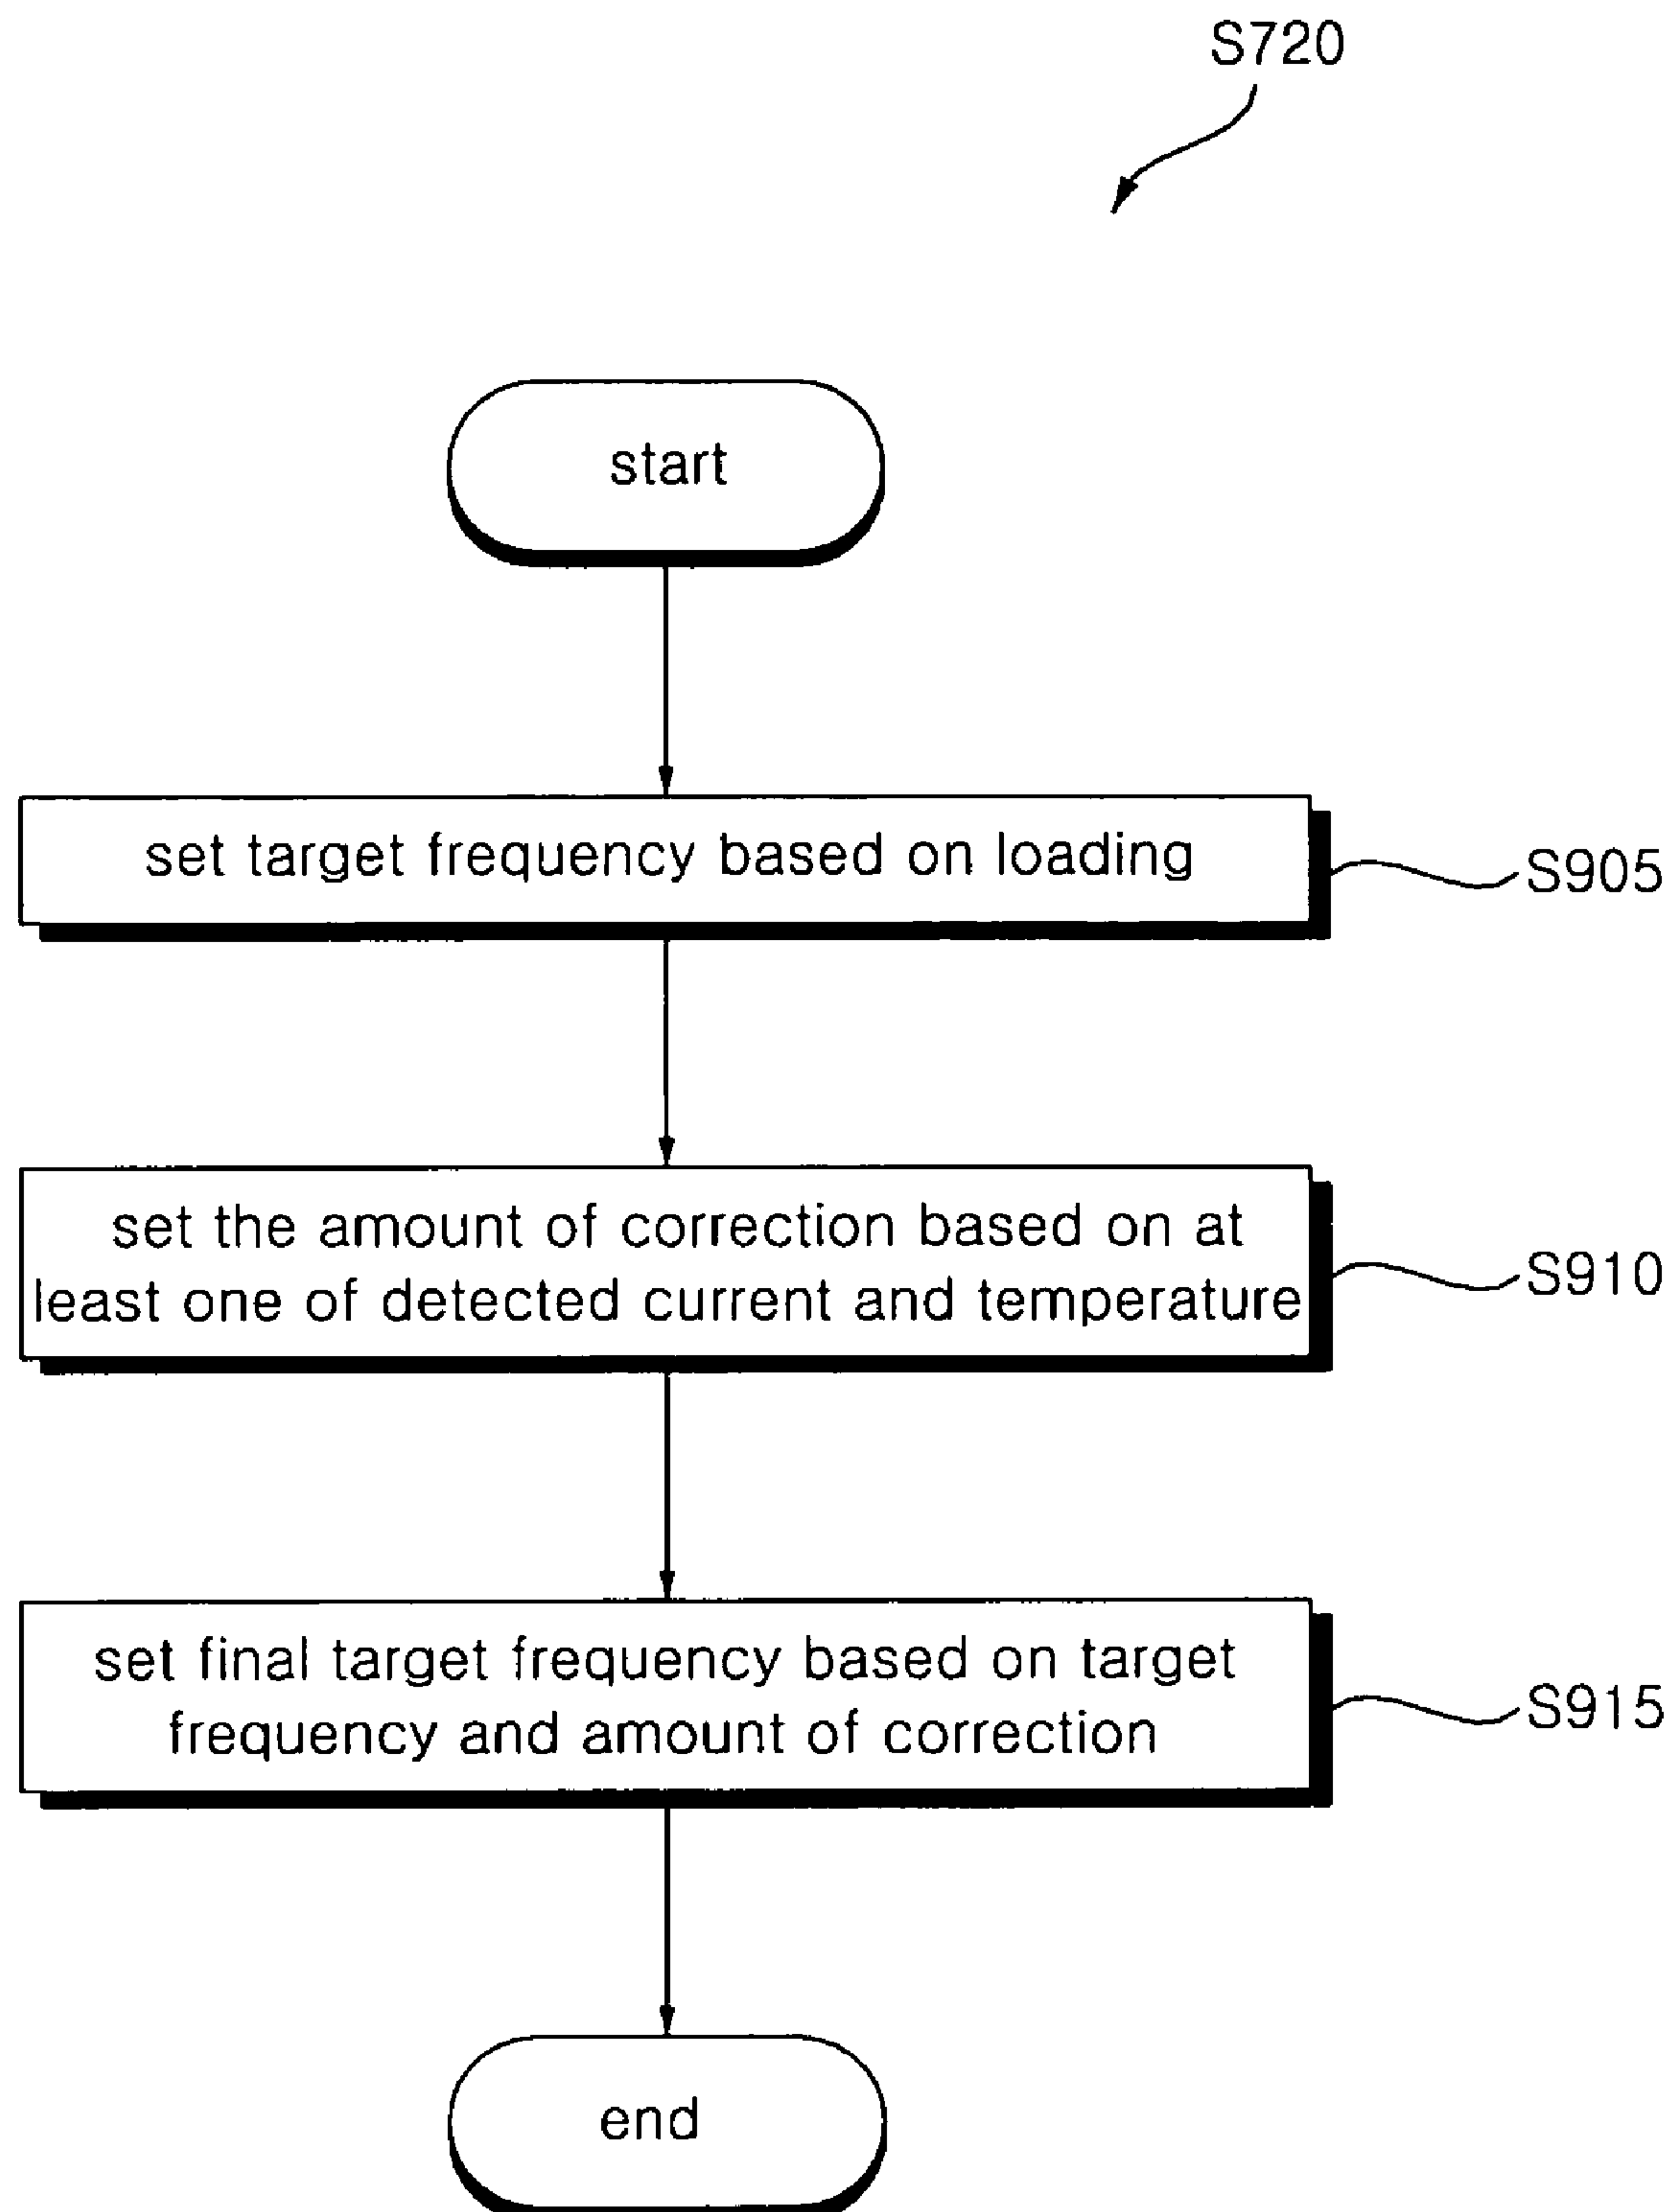 S720
start
set target frequency based on loading
S905
set the amount of correction based on at
least one of detected current and temperature
S910
set final target frequency based on target
frequency and amount of correction
S915
end